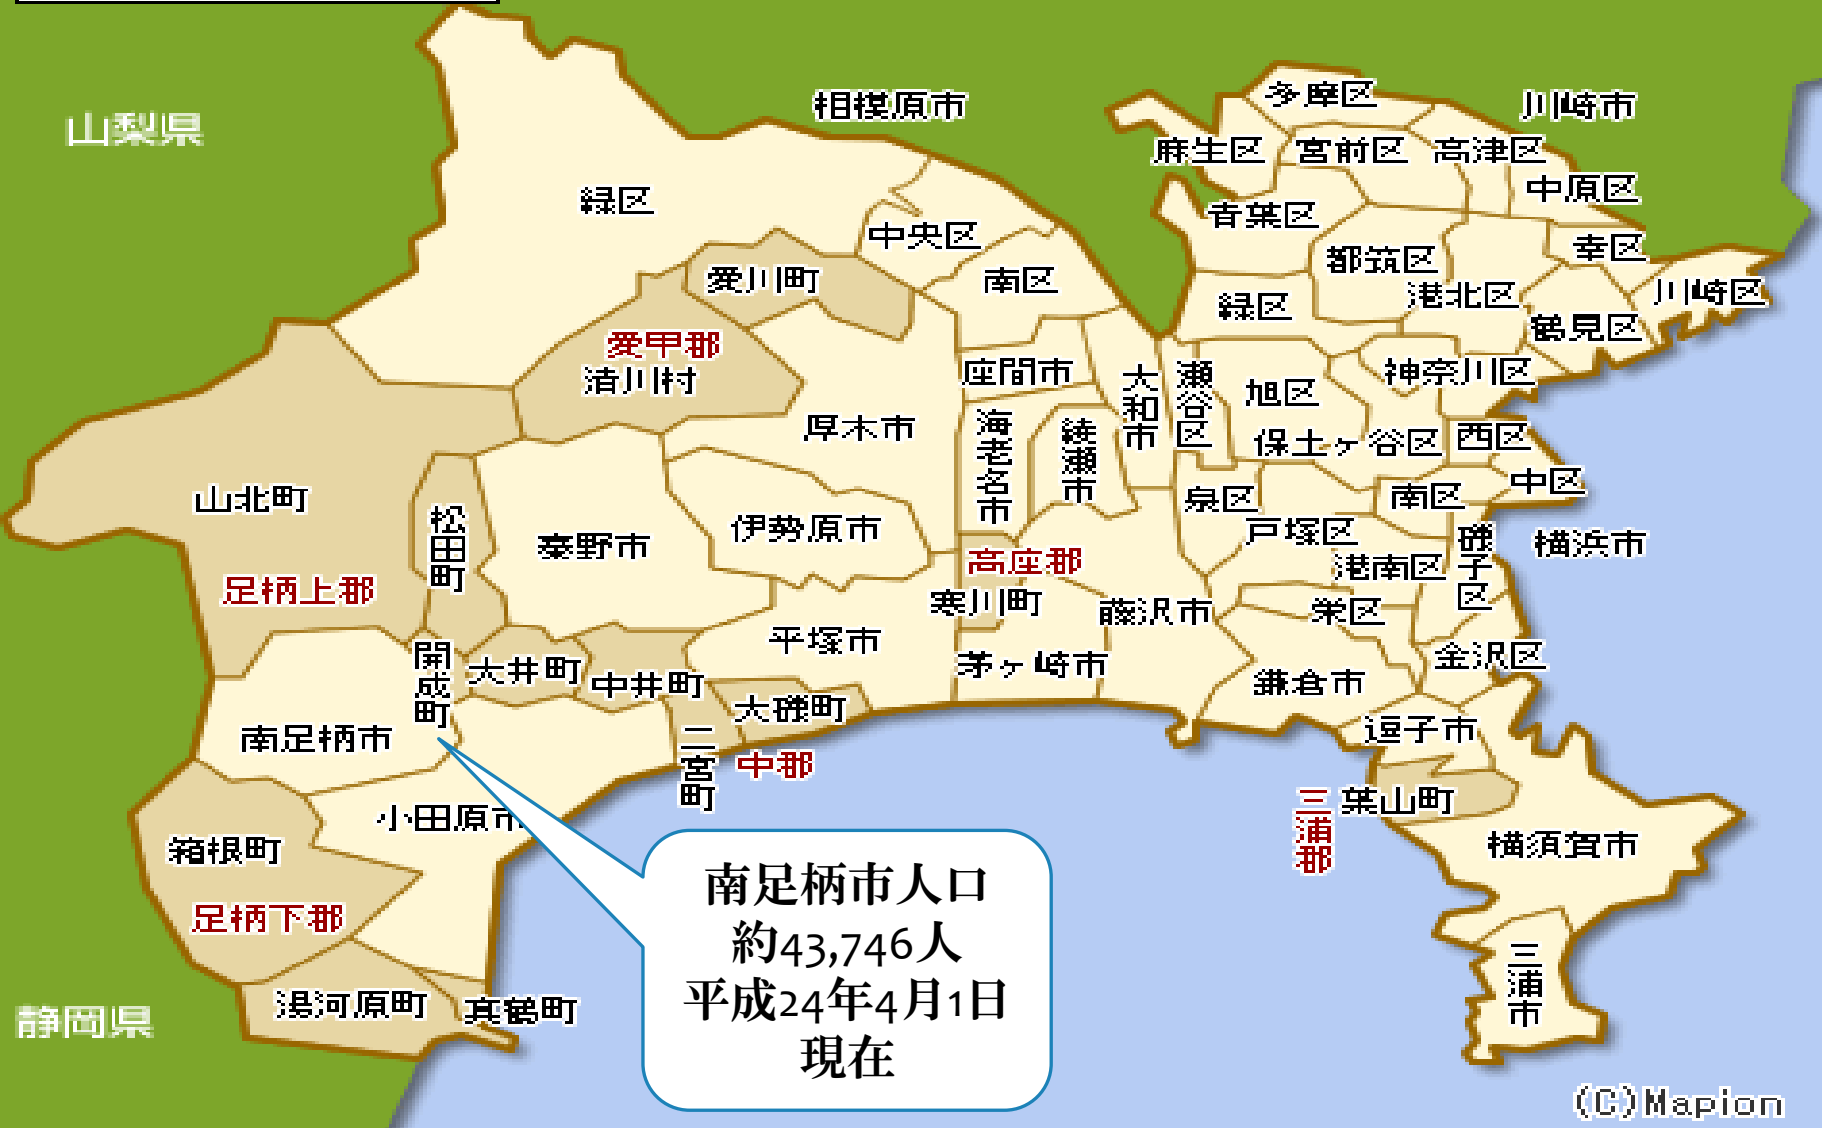 相模原市
川崎市
多摩区
山梨県
麻生区
宮前区
高津区
中原区
緑区
青葉区
中央区
都筑区
幸区
愛川町
南区
緑区
港北区
川崎区
鶴見区
愛甲郡
清川村
座間市
大和市
瀬谷区
旭区
神奈川区
厚木市
海老名市
綾瀬市
保土ヶ谷区
西区
山北町
泉区
南区
中区
松田町
秦野市
伊勢原市
戸塚区
磯子区
横浜市
足柄上郡
高座郡
港南区
寒川町
藤沢市
栄区
開成町
大井町
中井町
平塚市
茅ヶ崎市
鎌倉市
金沢区
南足柄市
大磯町
逗子市
二宮町
中郡
三浦郡
葉山町
小田原市
箱根町
横須賀市
足柄下郡
南足柄市人口
約43,746人
平成24年4月1日
現在
三浦市
湯河原町
真鶴町
静岡県
(C)Mapion